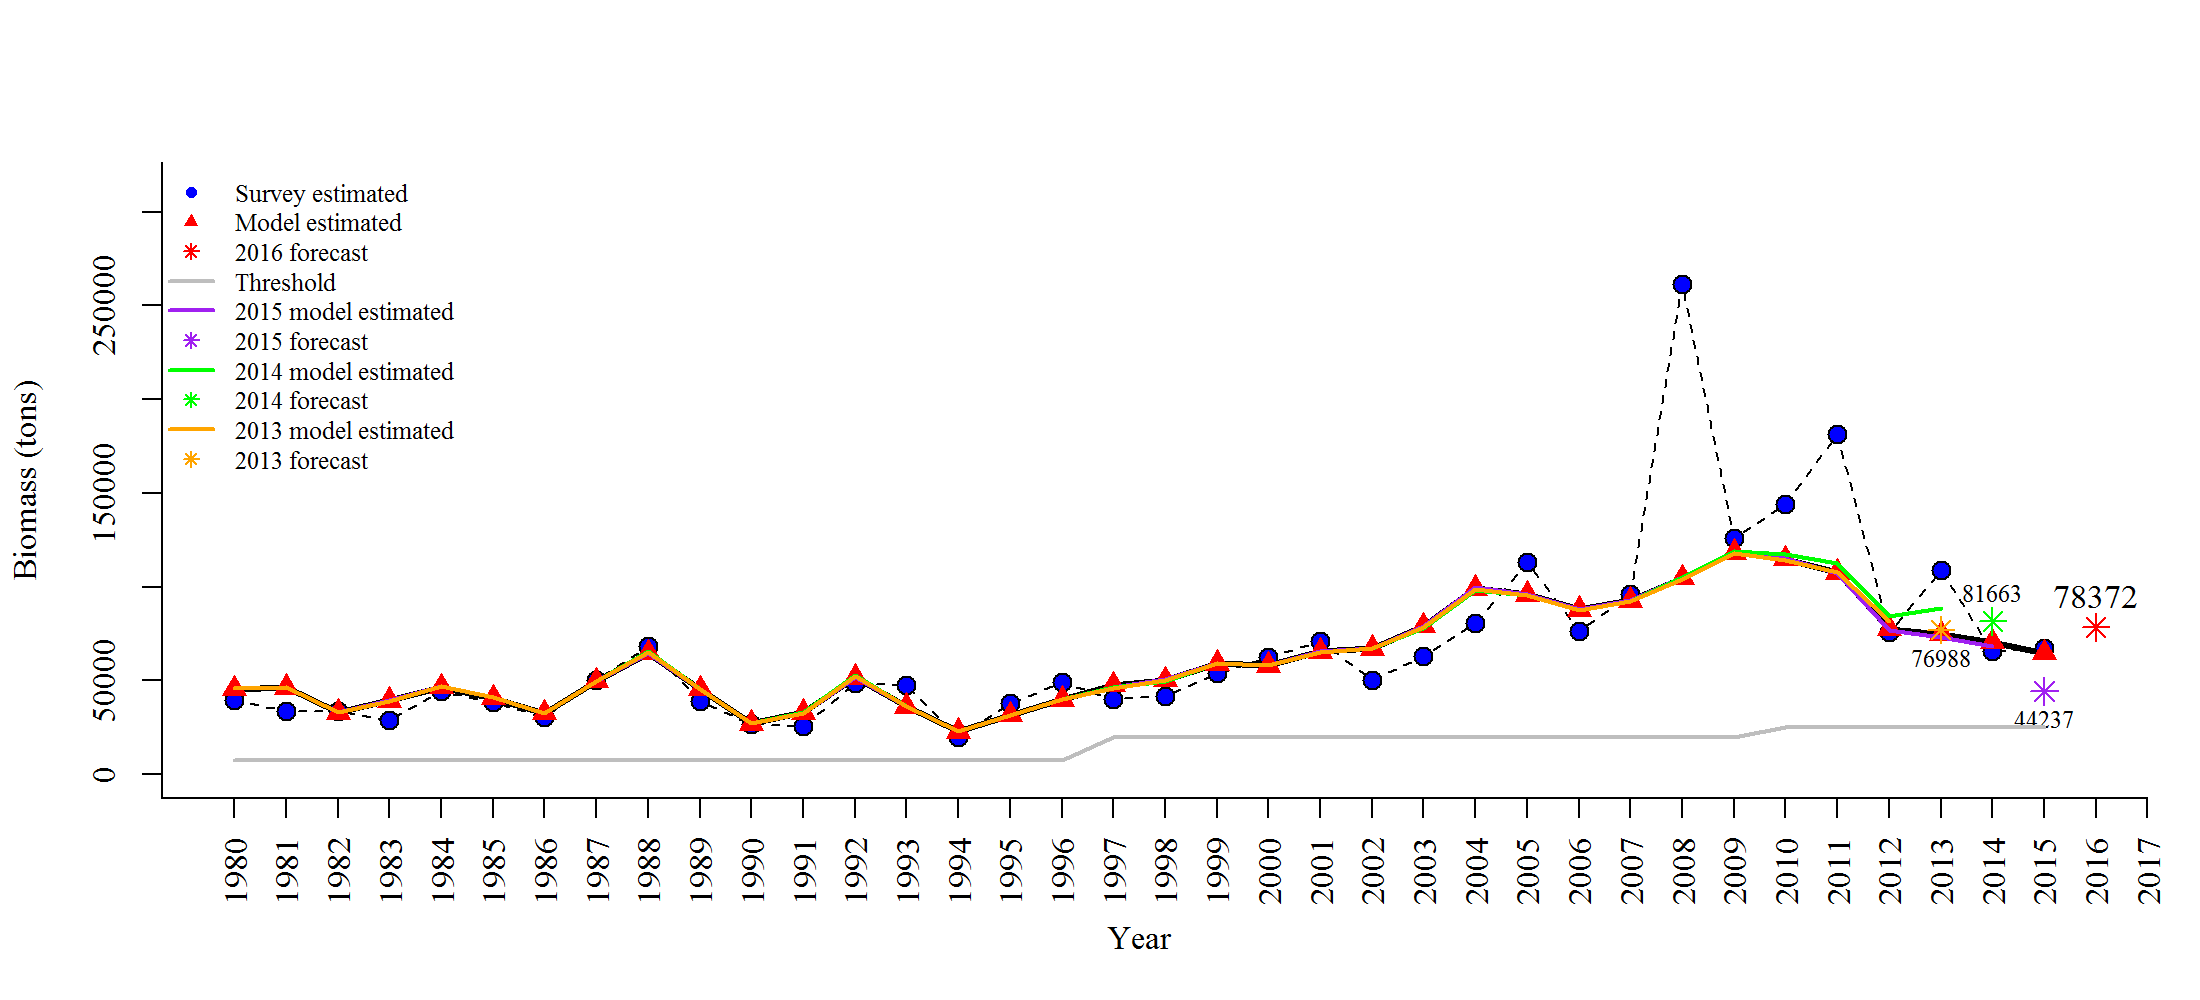 Survey estimated
Model estimated
2016 forecast
Threshold
2015 model estimated
2015 forecast
2014 model estimated
2014 forecast
2013 model estimated
2013 forecast
Biomass (tons)
250000
150000
50000
0
81663
78372
76988
44237
1980 1981 1982 1983 1984 1985 1986 1987 1988 1989 1990 1991 1992 1993 1994 1995 1996 1997 1998 1999 2000 2001 2002 2003 2004 2005 2006 2007 2008 2009 2010 2011 2012 2013 2014 2015 2016 2017
Year